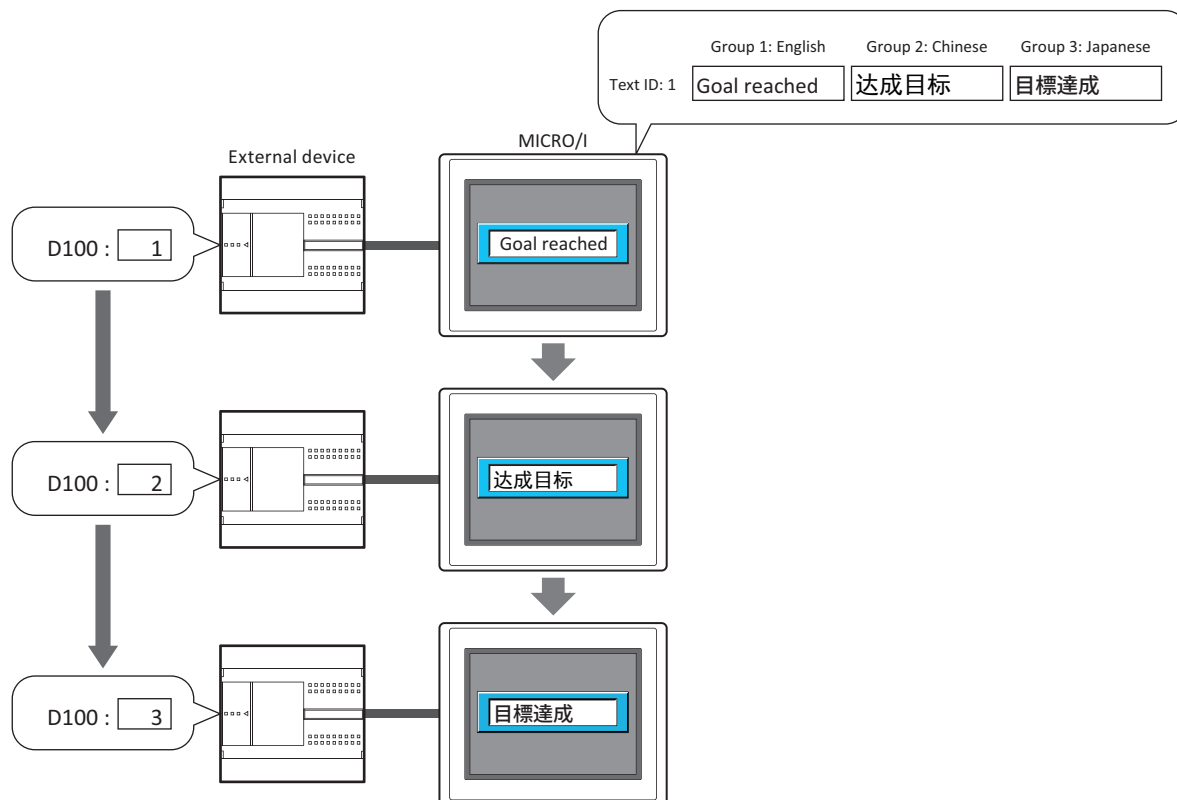 Group 1: English Group 2: Chinese Group 3: Japanese
Text ID: 1 Goal reached 达成目标 目標達成
MICRO/I
External device
D100 : 1
Goal reached
D100 : 2
达成目标
D100 : 3
目標達成